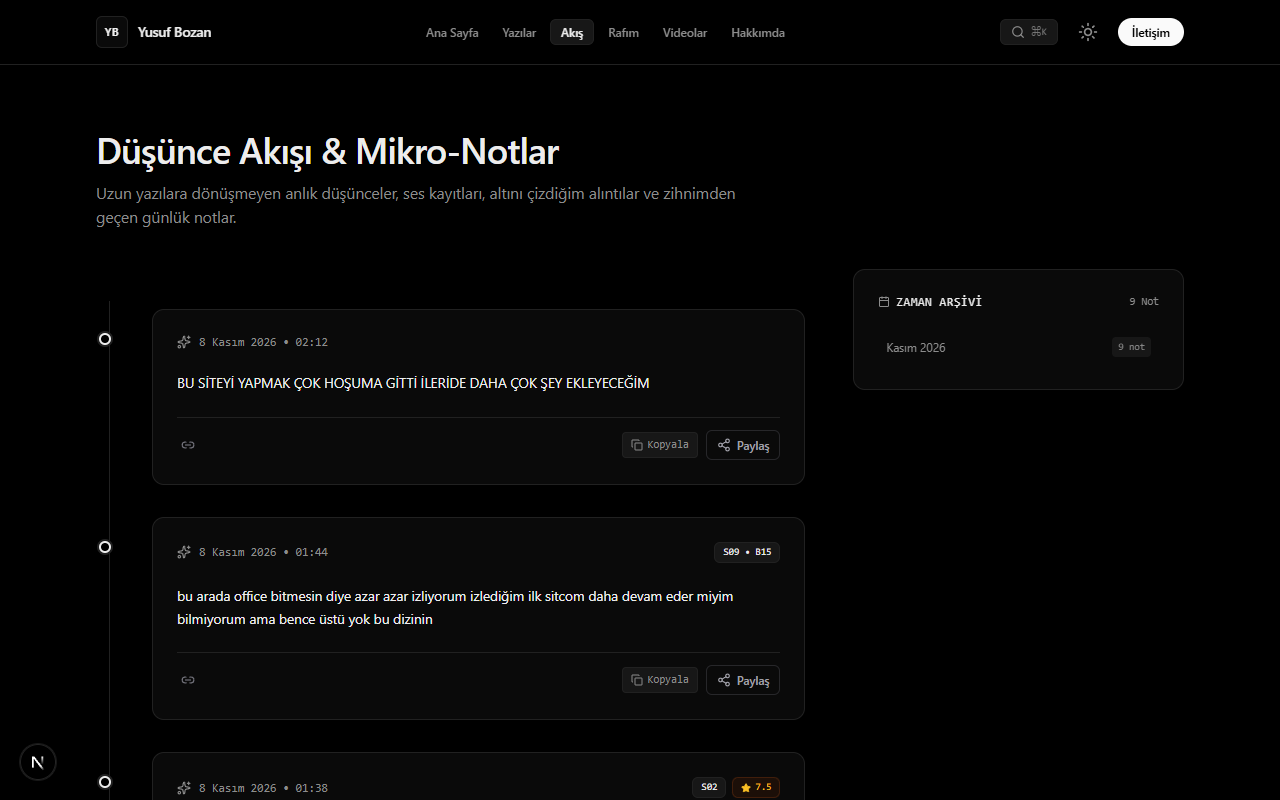 YB
Yusuf Bozan
Ana Sayfa
Yazılar
Akış
Rafım
Videolar
Hakkımda
⌘K
İletişim
Düşünce Akışı & Mikro-Notlar
Uzun yazılara dönüşmeyen anlık düşünceler, ses kayıtları, altını çizdiğim alıntılar ve zihnimden
geçen günlük notlar.
8 Kasım 2026 • 02:12
BU SİTEYİ YAPMAK ÇOK HOŞUMA GİTTİ İLERİDE DAHA ÇOK ŞEY EKLEYECEĞİM
Kopyala
Paylaş
8 Kasım 2026 • 01:44
S09 • B15
bu arada office bitmesin diye azar azar izliyorum izlediğim ilk sitcom daha devam eder miyim
bilmiyorum ama bence üstü yok bu dizinin
Kopyala
Paylaş
8 Kasım 2026 • 01:38
S02
7.5
ZAMAN ARŞİVİ
9 Not
Kasım 2026
9 not
N